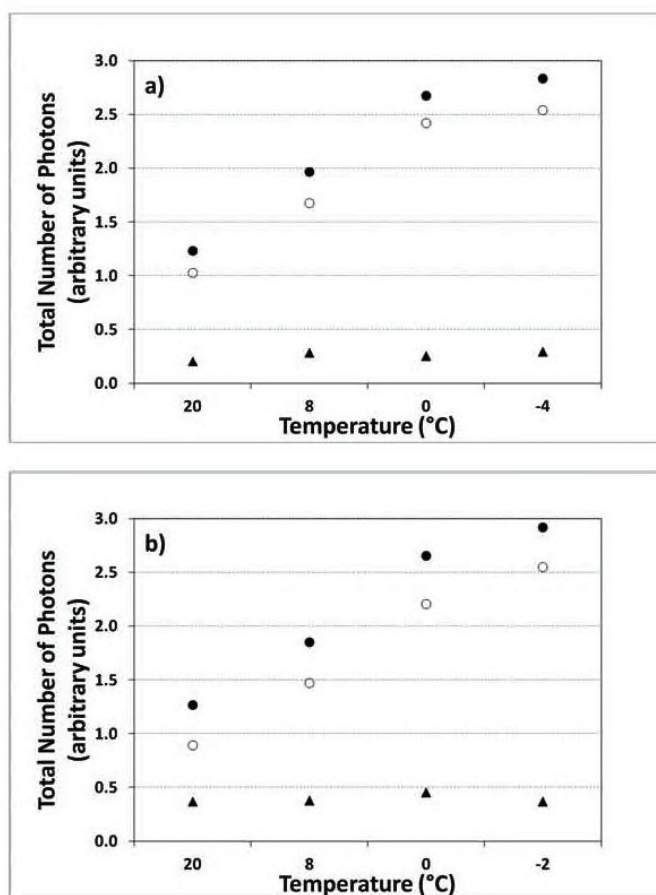 a)
Total Number of Photons
(arbitrary units)
3.0
2.5
2.0
1.5
1.0
0.5
0.0
20 8 0 -4
Temperature (°C)
b)
Total Number of Photons
(arbitrary units)
3.0
2.5
2.0
1.5
1.0
0.5
0.0
20 8 0 -2
Temperature (°C)